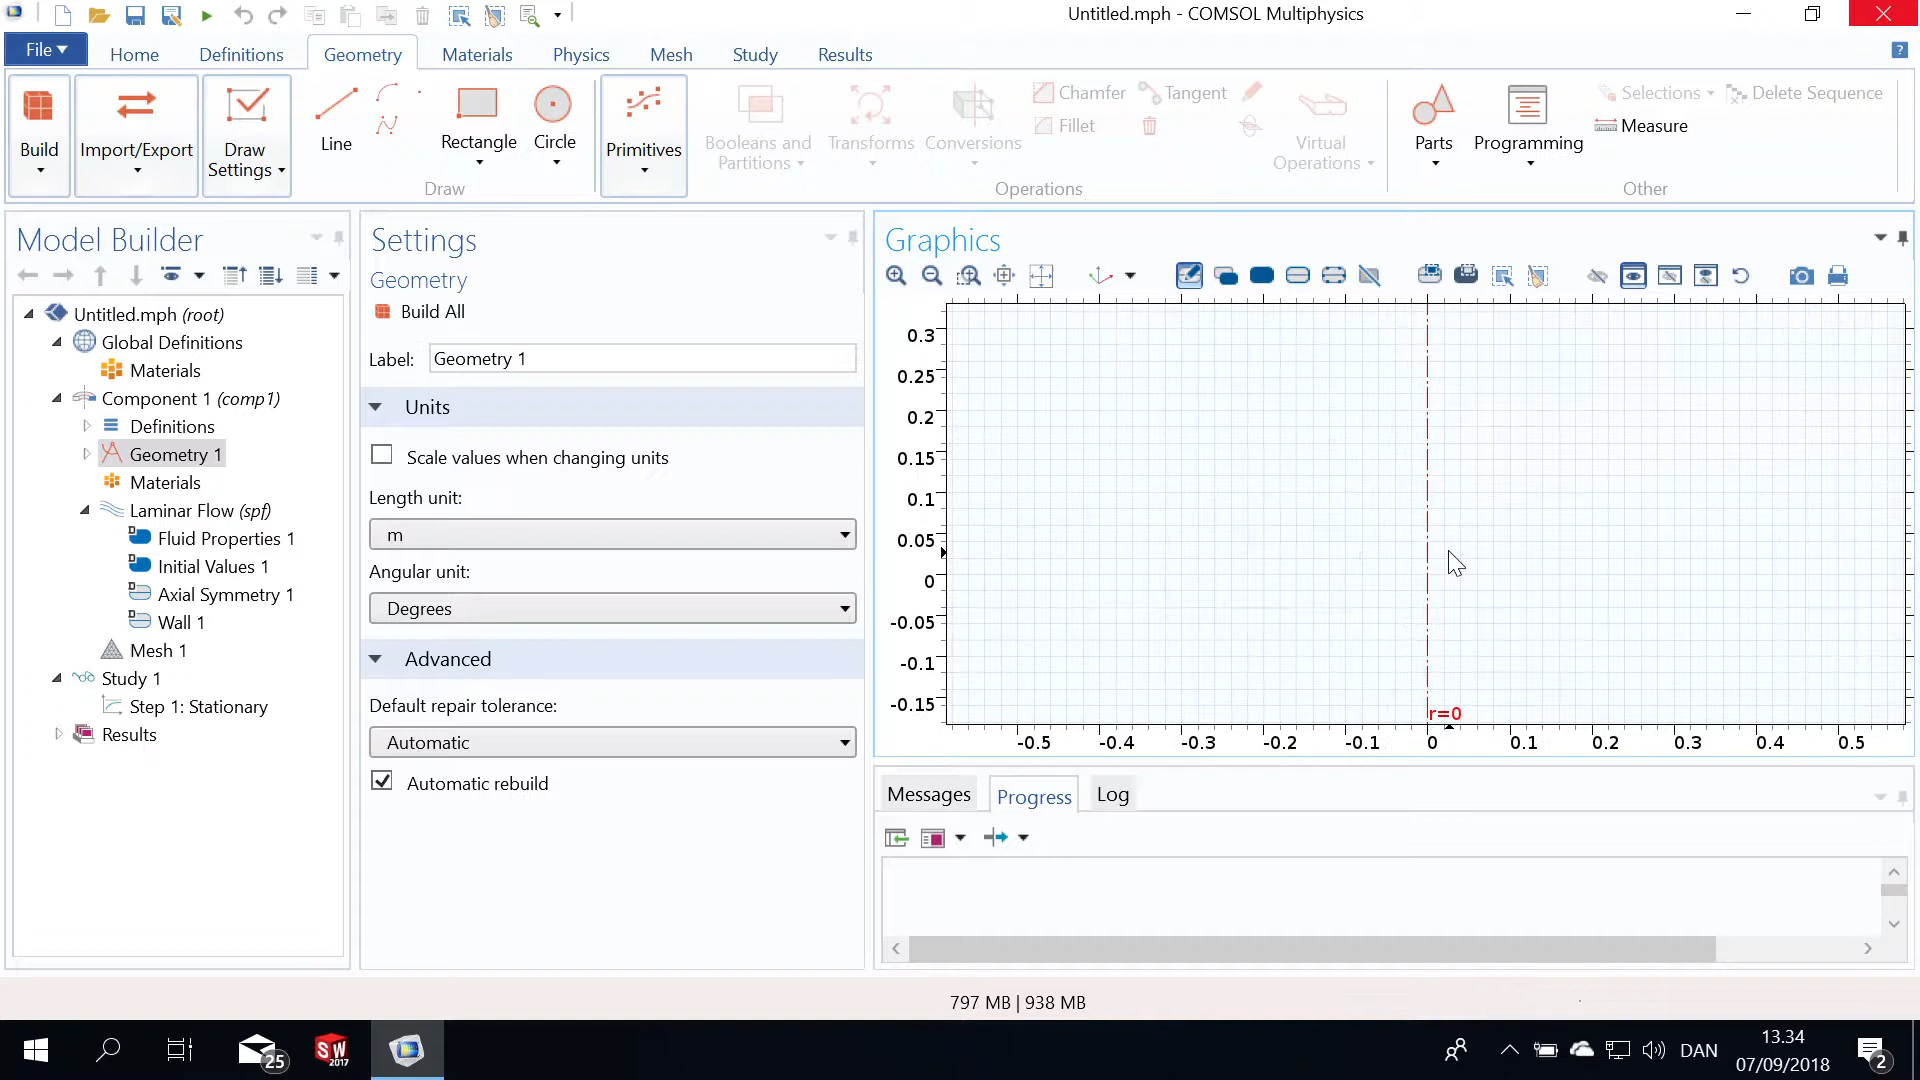 Untitled.mph - COMSOL Multiphysics
File
Home
Definitions
Geometry
Materials
Physics
Mesh
Study
Results
Build
Import/Export
Draw
Settings
Line
Rectangle
Circle
Draw
Primitives
Booleans and
Partitions
Transforms
Conversions
Chamfer
Fillet
Tangent
Virtual
Operations
Operations
Parts
Programming
Selections
Delete Sequence
Measure
Other
Model Builder
Untitled.mph (root)
Global Definitions
Materials
Component 1 (comp1)
Definitions
Geometry 1
Materials
Laminar Flow (spf)
Fluid Properties 1
Initial Values 1
Axial Symmetry 1
Wall 1
Mesh 1
Study 1
Step 1: Stationary
Results
Settings
Geometry
Build All
Label: Geometry 1
Units
Scale values when changing units
Length unit:
m
Angular unit:
Degrees
Advanced
Default repair tolerance:
Automatic
Automatic rebuild
Graphics
0.3
0.25
0.2
0.15
0.1
0.05
0
-0.05
-0.1
-0.15
r=0
-0.5 -0.4 -0.3 -0.2 -0.1 0 0.1 0.2 0.3 0.4 0.5
Messages
Progress
Log
797 MB | 938 MB
25
SW
2017
DAN
13.34
07/09/2018
2